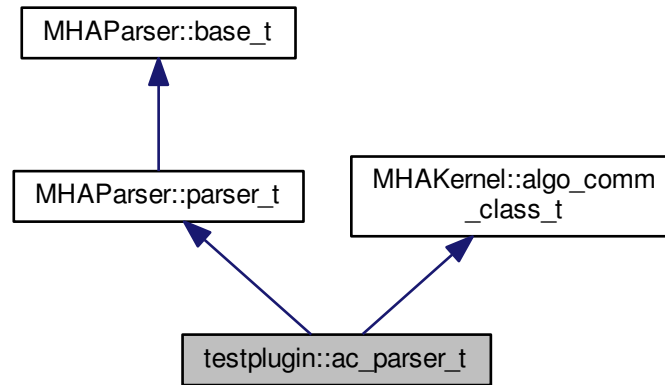 MHAParser::base_t
MHAParser::parser_t
MHAKernel::algo_comm
_class_t
testplugin::ac_parser_t